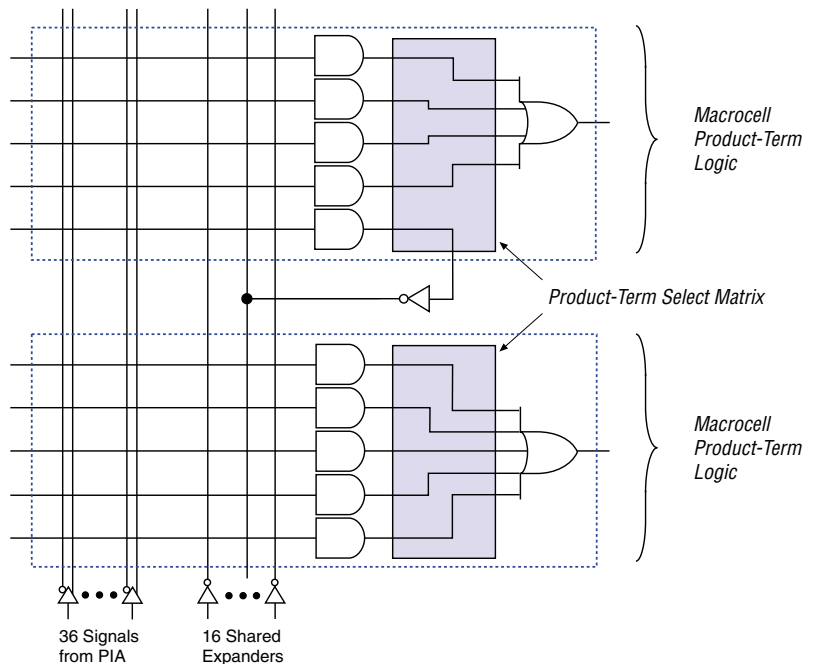 Macrocell
Product-Term
Logic
Product-Term Select Matrix
Macrocell
Product-Term
Logic
36 Signals
from PIA
16 Shared
Expanders